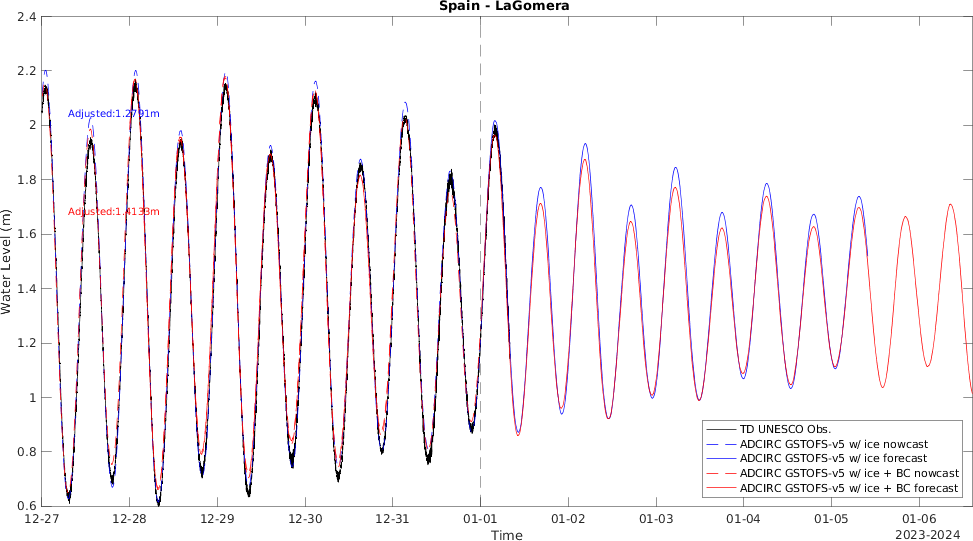 Spain - LaGomera
2.4
2.2
2
1.8
1.6
1.4
1.2
1
0.8
0.6
Water Level (m)
Adjusted:1.2791m
Adjusted:1.4133m
TD UNESCO Obs.
ADCIRC GSTOFS-v5 w/ ice nowcast
ADCIRC GSTOFS-v5 w/ ice forecast
ADCIRC GSTOFS-v5 w/ ice + BC nowcast
ADCIRC GSTOFS-v5 w/ ice + BC forecast
12-27 12-28 12-29 12-30 12-31 01-01 01-02 01-03 01-04 01-05 01-06
Time
2023-2024